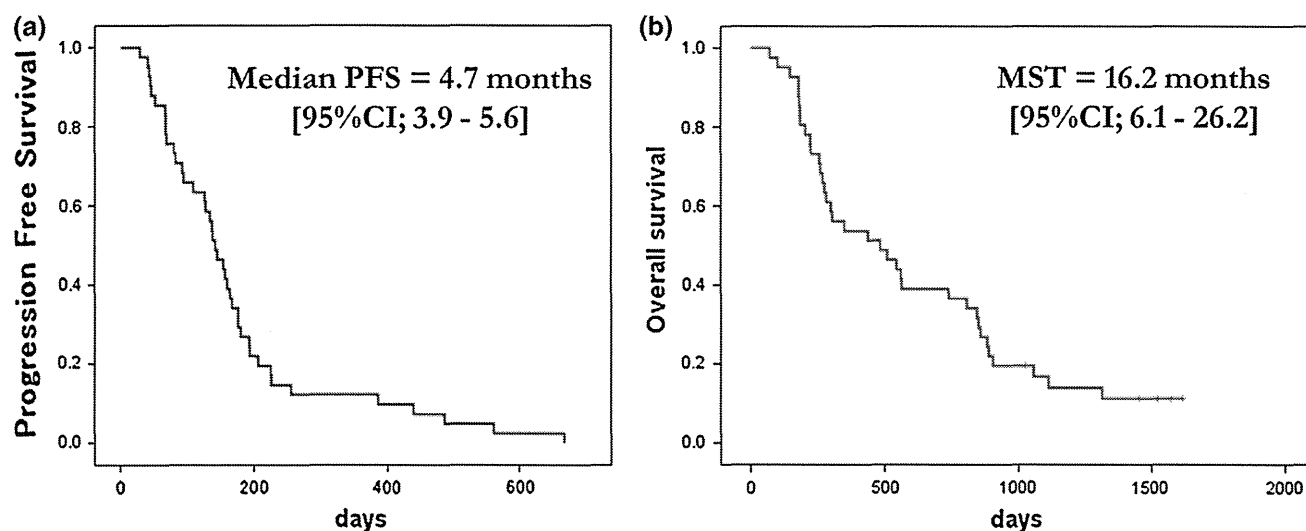 (a)
Progression Free Survival
1.0
0.8
0.6
0.4
0.2
0.0
Median PFS = 4.7 months
[95%CI; 3.9 - 5.6]
0 200 400 600
days
(b)
Overall survival
1.0
0.8
0.6
0.4
0.2
0.0
MST = 16.2 months
[95%CI; 6.1 - 26.2]
0 500 1000 1500 2000
days